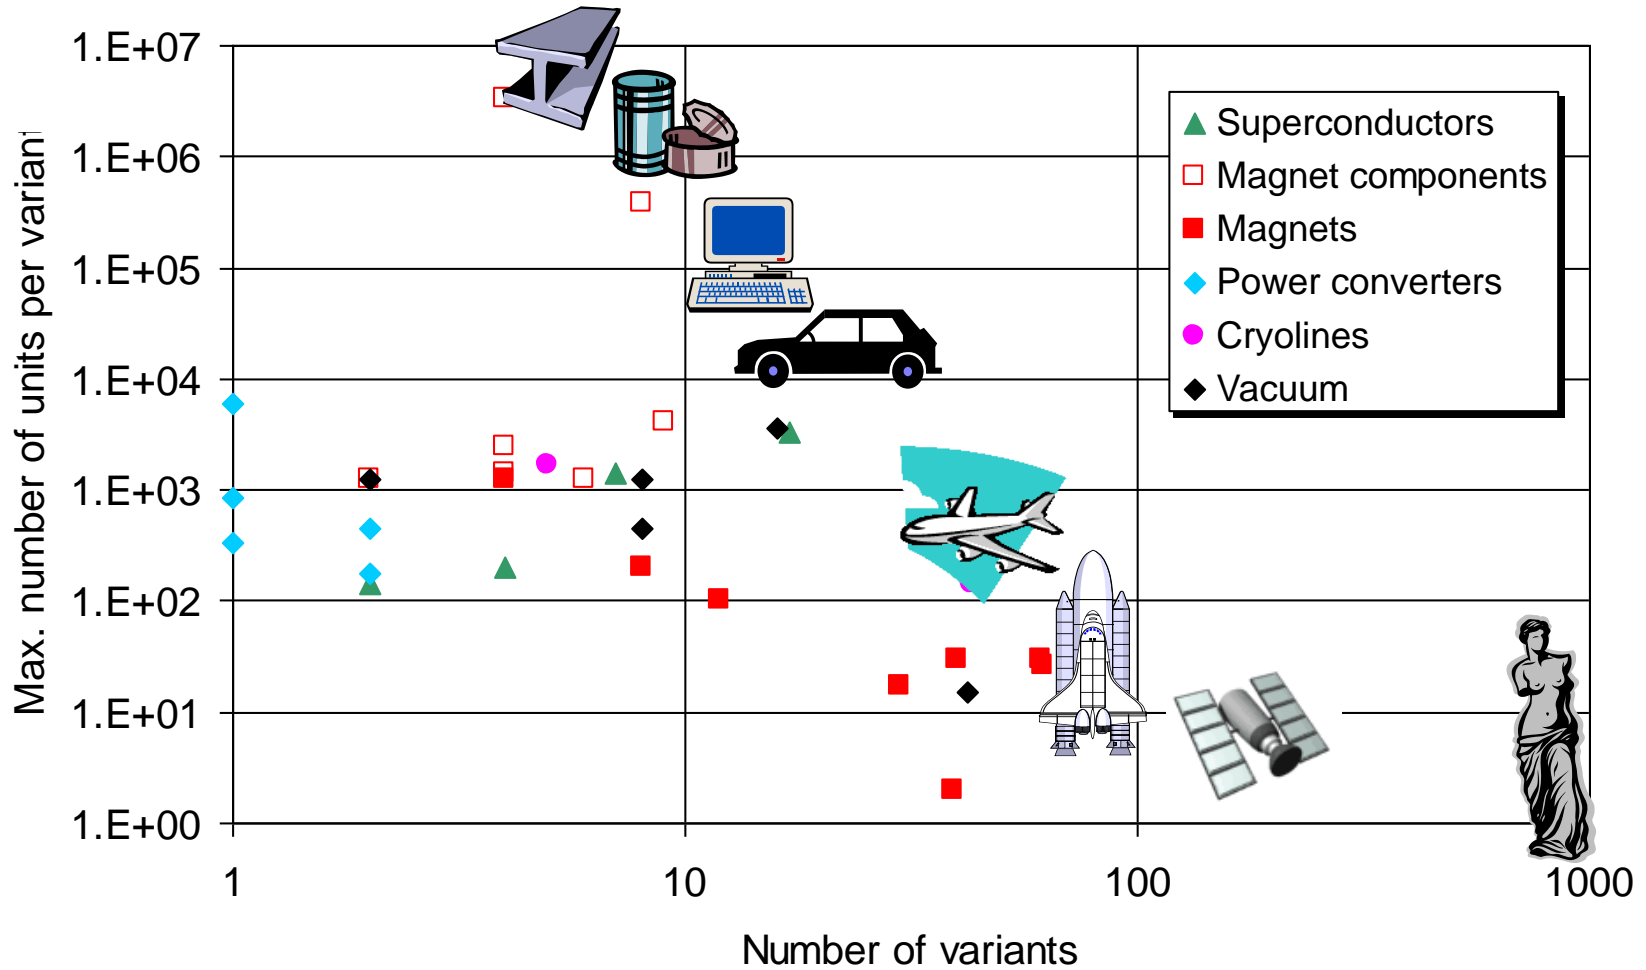 1.E+07
1.E+06
1.E+05
1.E+04
1.E+03
1.E+02
1.E+01
1.E+00
Max. number of units per variant
Superconductors
Magnet components
Magnets
Power converters
Cryolines
Vacuum
1 10 100 1000
Number of variants